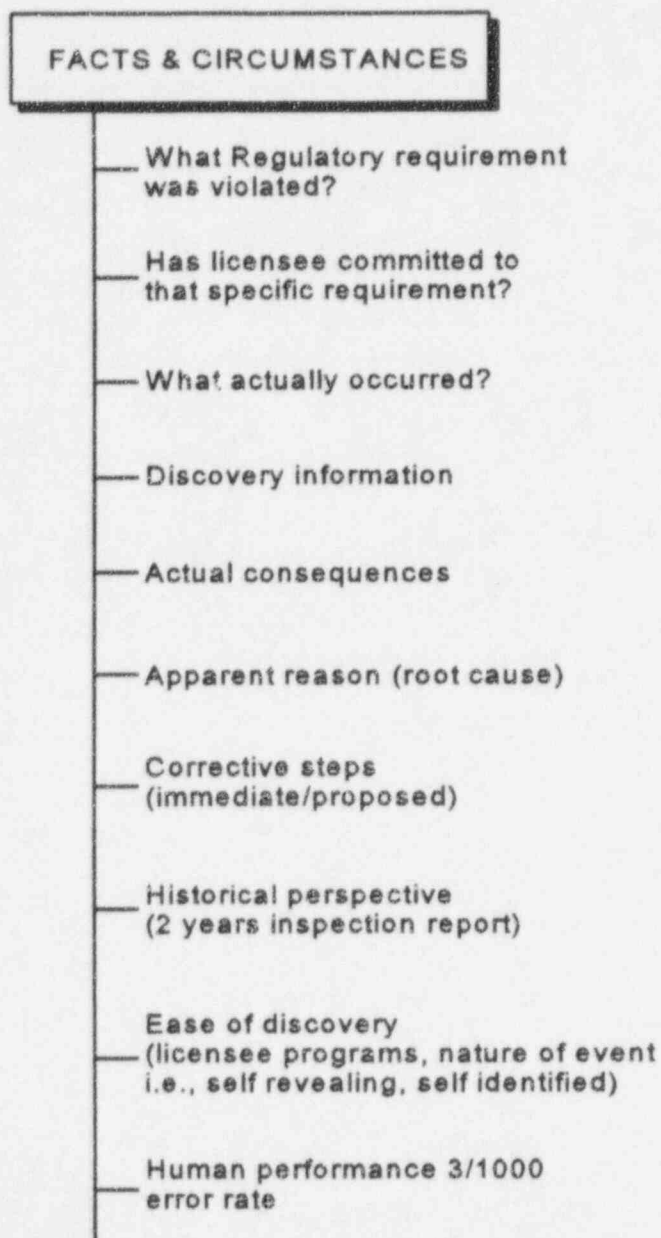 FACTS & CIRCUMSTANCES
What Regulatory requirement
was violated?
Has licensee committed to
that specific requirement?
What actually occurred?
Discovery information
Actual consequences
Apparent reason (root cause)
Corrective steps
(immediate/proposed)
Historical perspective
(2 years inspection report)
Ease of discovery
(licensee programs, nature of event
i.e., self revealing, self identified)
Human performance 3/1000
error rate